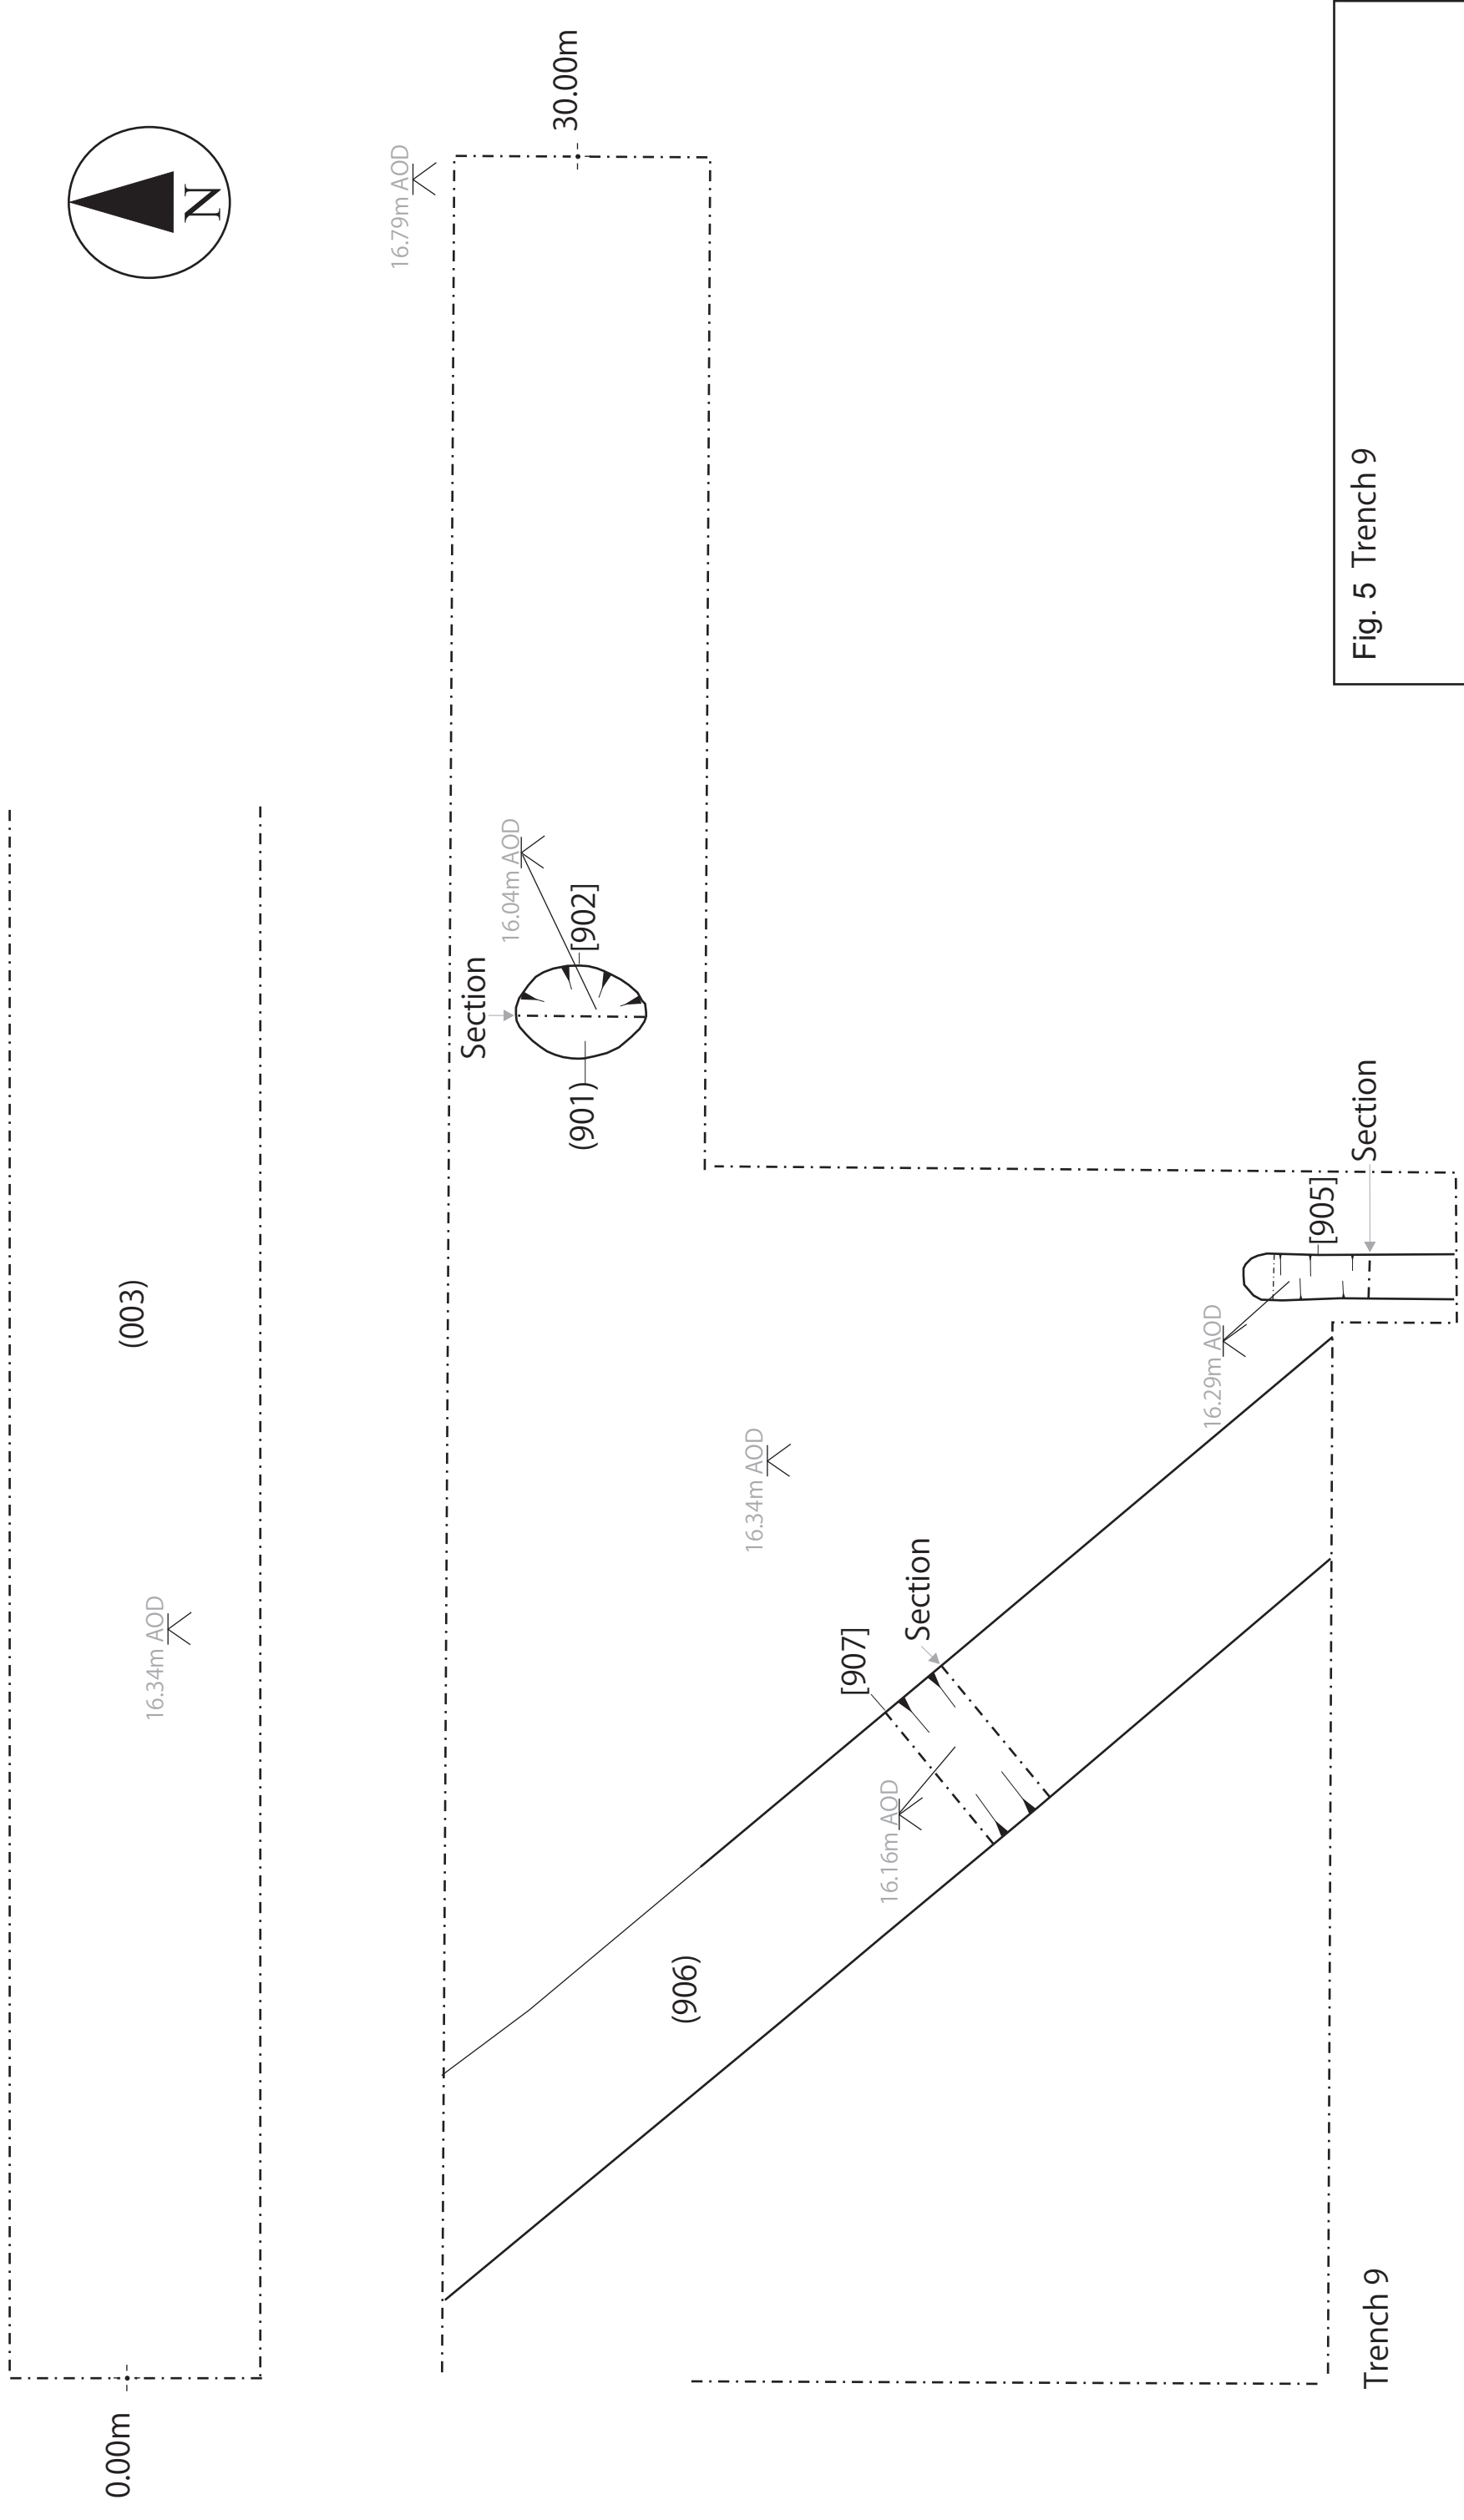 N
0.00m
16.34m AOD
(003)
16.79m AOD
30.00m
Section
16.04m AOD
(901)
[902]
(906)
16.34m AOD
[907]
16.16m AOD
Section
16.29m AOD
[905]
Section
Trench 9
Fig. 5 Trench 9